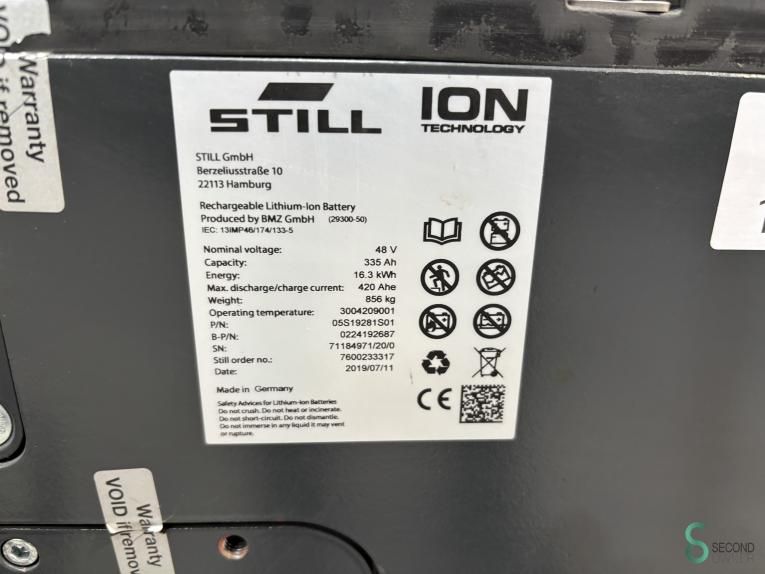 Warranty
VOID if removed
STILL
ION
TECHNOLOGY
STILL GmbH
Berzeliusstraße 10
22113 Hamburg
Rechargeable Lithium-Ion Battery
Produced by BMZ GmbH (29300-50)
IEC: 13IMP46/174/133-5
Nominal voltage: 48 V
Capacity: 335 Ah
Energy: 16.3 kWh
Max. discharge/charge current: 420 Ahe
Weight: 856 kg
Operating temperature: 3004209001
P/N: 05S19281S01
B-P/N: 0224192687
SN: 71184971/20/0
Still order no.: 7600233317
Date: 2019/07/11
Made in Germany
Safety Advices for Lithium-Ion Batteries
Do not crush. Do not heat or incinerate.
Do not short-circuit. Do not dismantle.
Do not immerse in any liquid it may vent
or rupture.
CE
Warranty
VOID if remov
SECOND